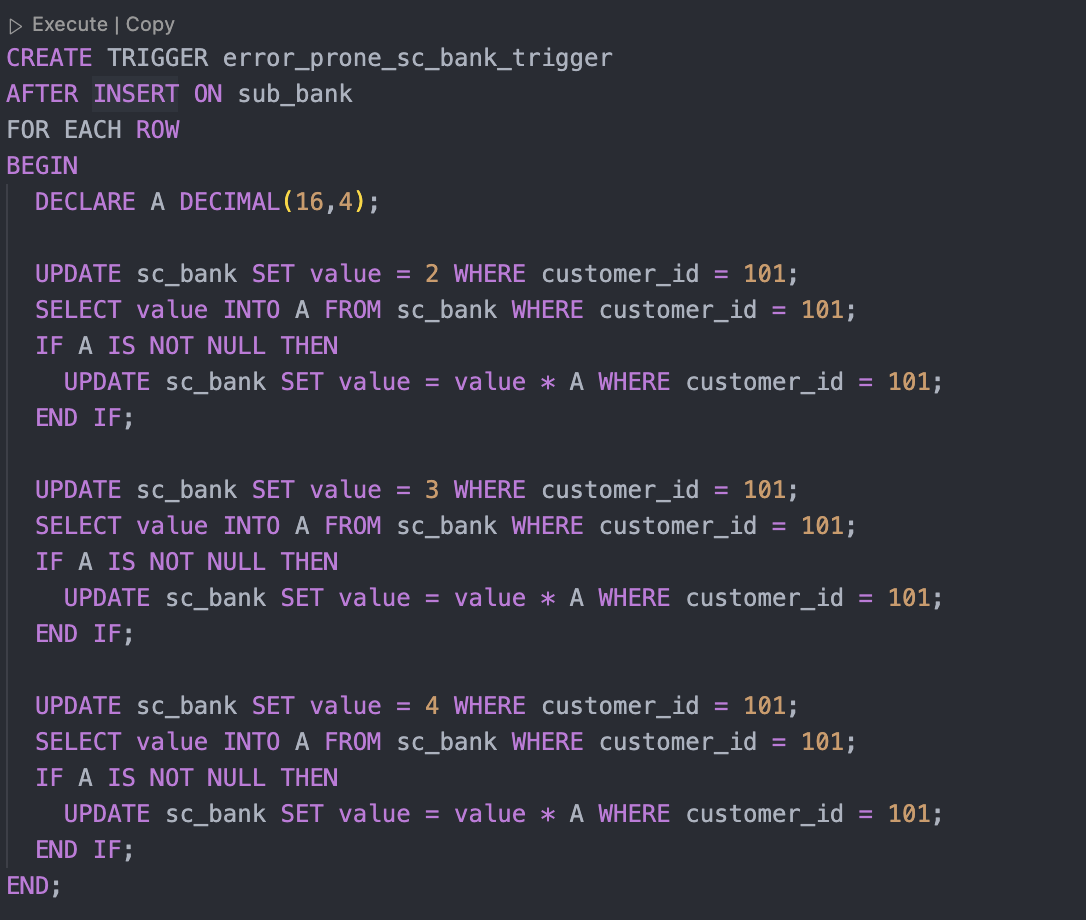 Execute | Copy
CREATE TRIGGER error_prone_sc_bank_trigger
AFTER INSERT ON sub_bank
FOR EACH ROW
BEGIN
DECLARE A DECIMAL(16,4);
UPDATE sc_bank SET value = 2 WHERE customer_id = 101;
SELECT value INTO A FROM sc_bank WHERE customer_id = 101;
IF A IS NOT NULL THEN
UPDATE sc_bank SET value = value * A WHERE customer_id = 101;
END IF;
UPDATE sc_bank SET value = 3 WHERE customer_id = 101;
SELECT value INTO A FROM sc_bank WHERE customer_id = 101;
IF A IS NOT NULL THEN
UPDATE sc_bank SET value = value * A WHERE customer_id = 101;
END IF;
UPDATE sc_bank SET value = 4 WHERE customer_id = 101;
SELECT value INTO A FROM sc_bank WHERE customer_id = 101;
IF A IS NOT NULL THEN
UPDATE sc_bank SET value = value * A WHERE customer_id = 101;
END IF;
END;